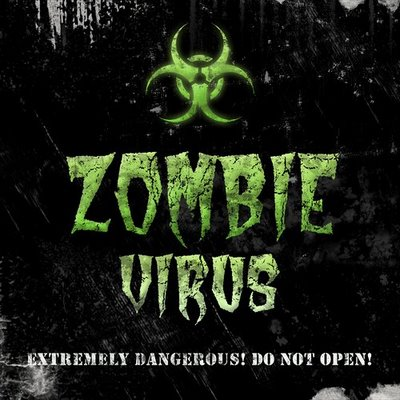 ZOMBIE
VIRUS
EXTREMELY DANGEROUS! DO NOT OPEN!